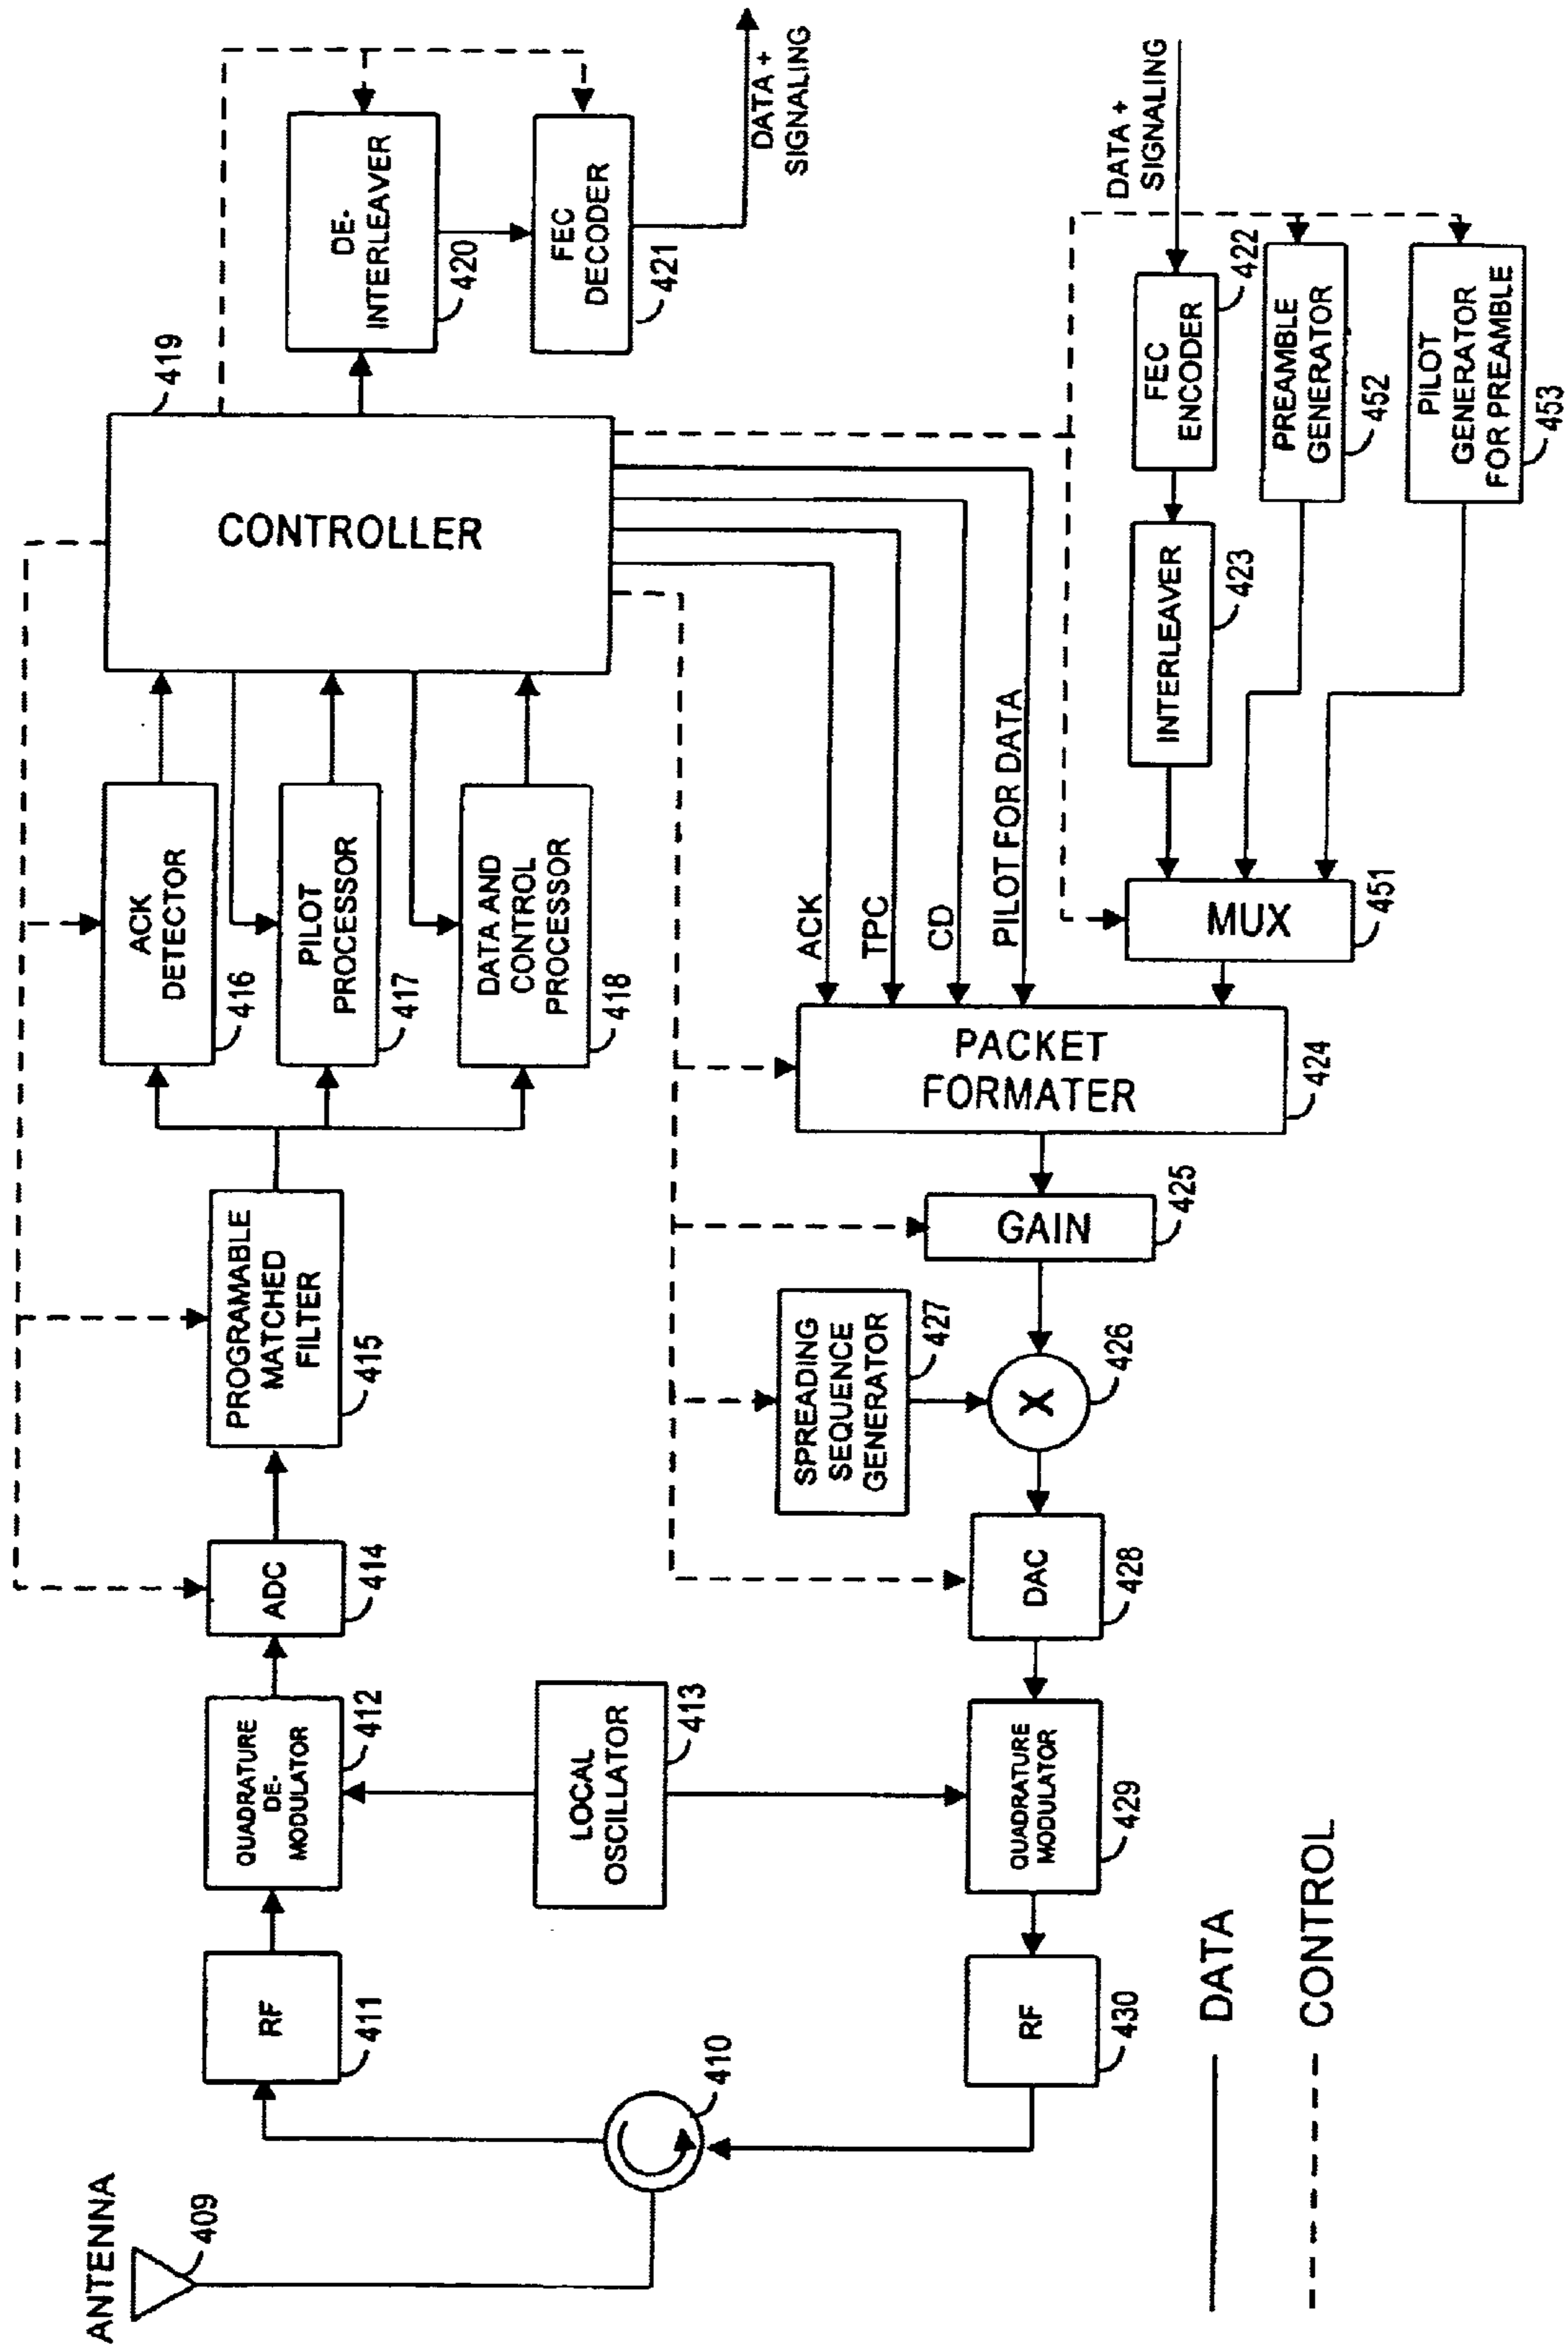 ANTENNA
409
410
RF
411
QUADRATURE
DE-
MODULATOR
412
LOCAL
OSCILLATOR
413
ADC
414
PROGRAMABLE
MATCHED
FILTER
415
ACK
DETECTOR
416
PILOT
PROCESSOR
417
DATA AND
CONTROL
PROCESSOR
418
CONTROLLER
419
DE-
INTERLEAVER
420
FEC
DECODER
421
DATA +
SIGNALING
DATA +
SIGNALING
FEC
ENCODER
422
INTERLEAVER
423
PREAMBLE
GENERATOR
452
PILOT
GENERATOR
FOR PREAMBLE
453
MUX
451
ACK
TPC
CD
PILOT FOR DATA
PACKET
FORMATER
424
GAIN
425
SPREADING
SEQUENCE
GENERATOR
427
X
426
DAC
428
QUADRATURE
MODULATOR
429
RF
430
DATA
CONTROL